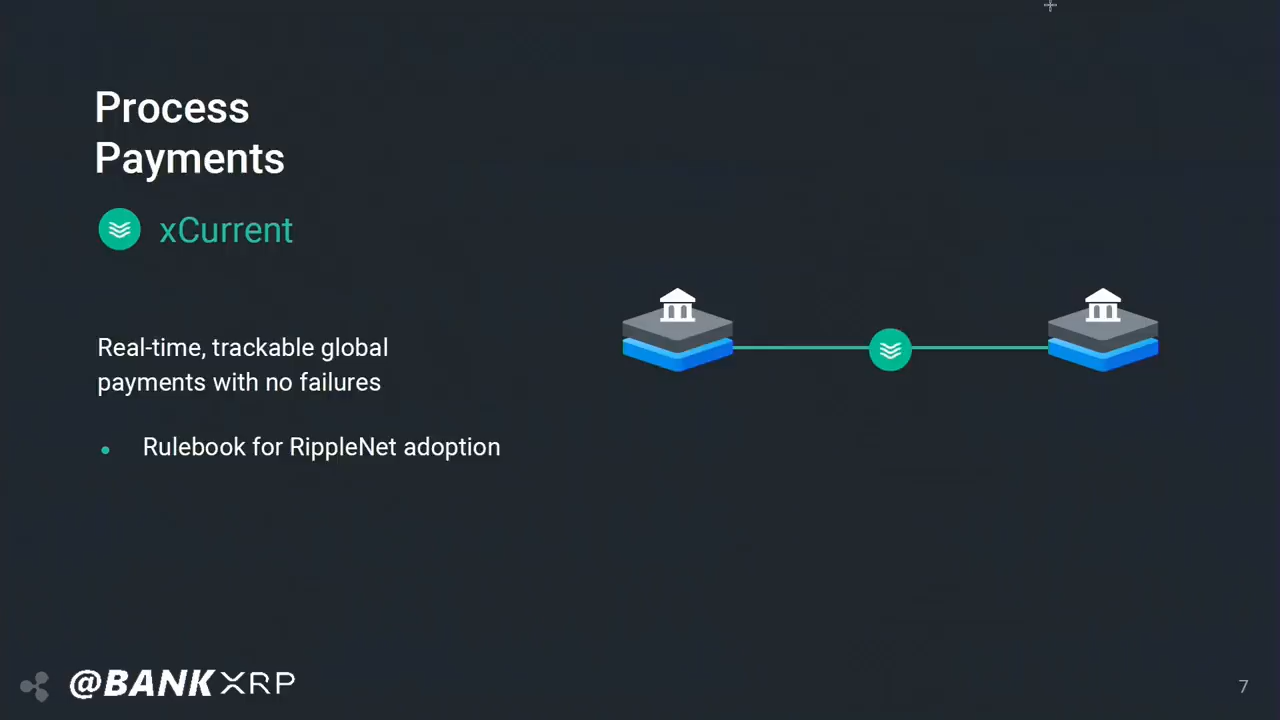 Process
Payments
xCurrent
Real-time, trackable global
payments with no failures
• Rulebook for RippleNet adoption
@BANKXRP
7